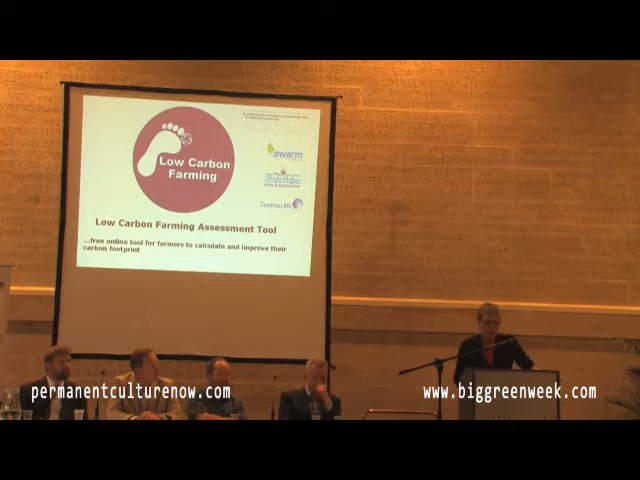 Low Carbon
Farming
swarm
Low Carbon Farming Assessment Tool
...free online tool for farmers to calculate and improve their
carbon footprint
permanentculturenow.com
www.biggreenweek.com